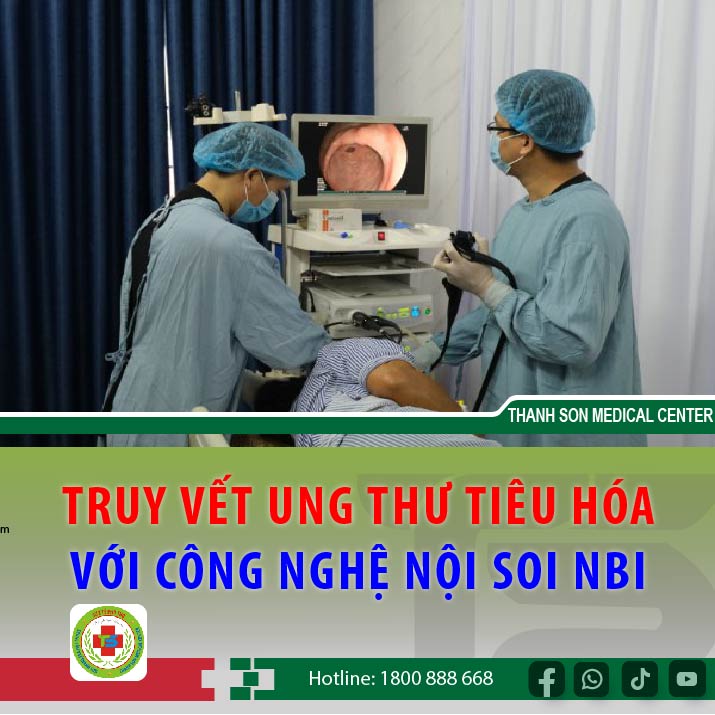 THANH SON MEDICAL CENTER
TRUY VẾT UNG THƯ TIÊU HÓA
m
VỚI CÔNG NGHỆ NỘI SOI NBI
Hotline: 1800 888 668